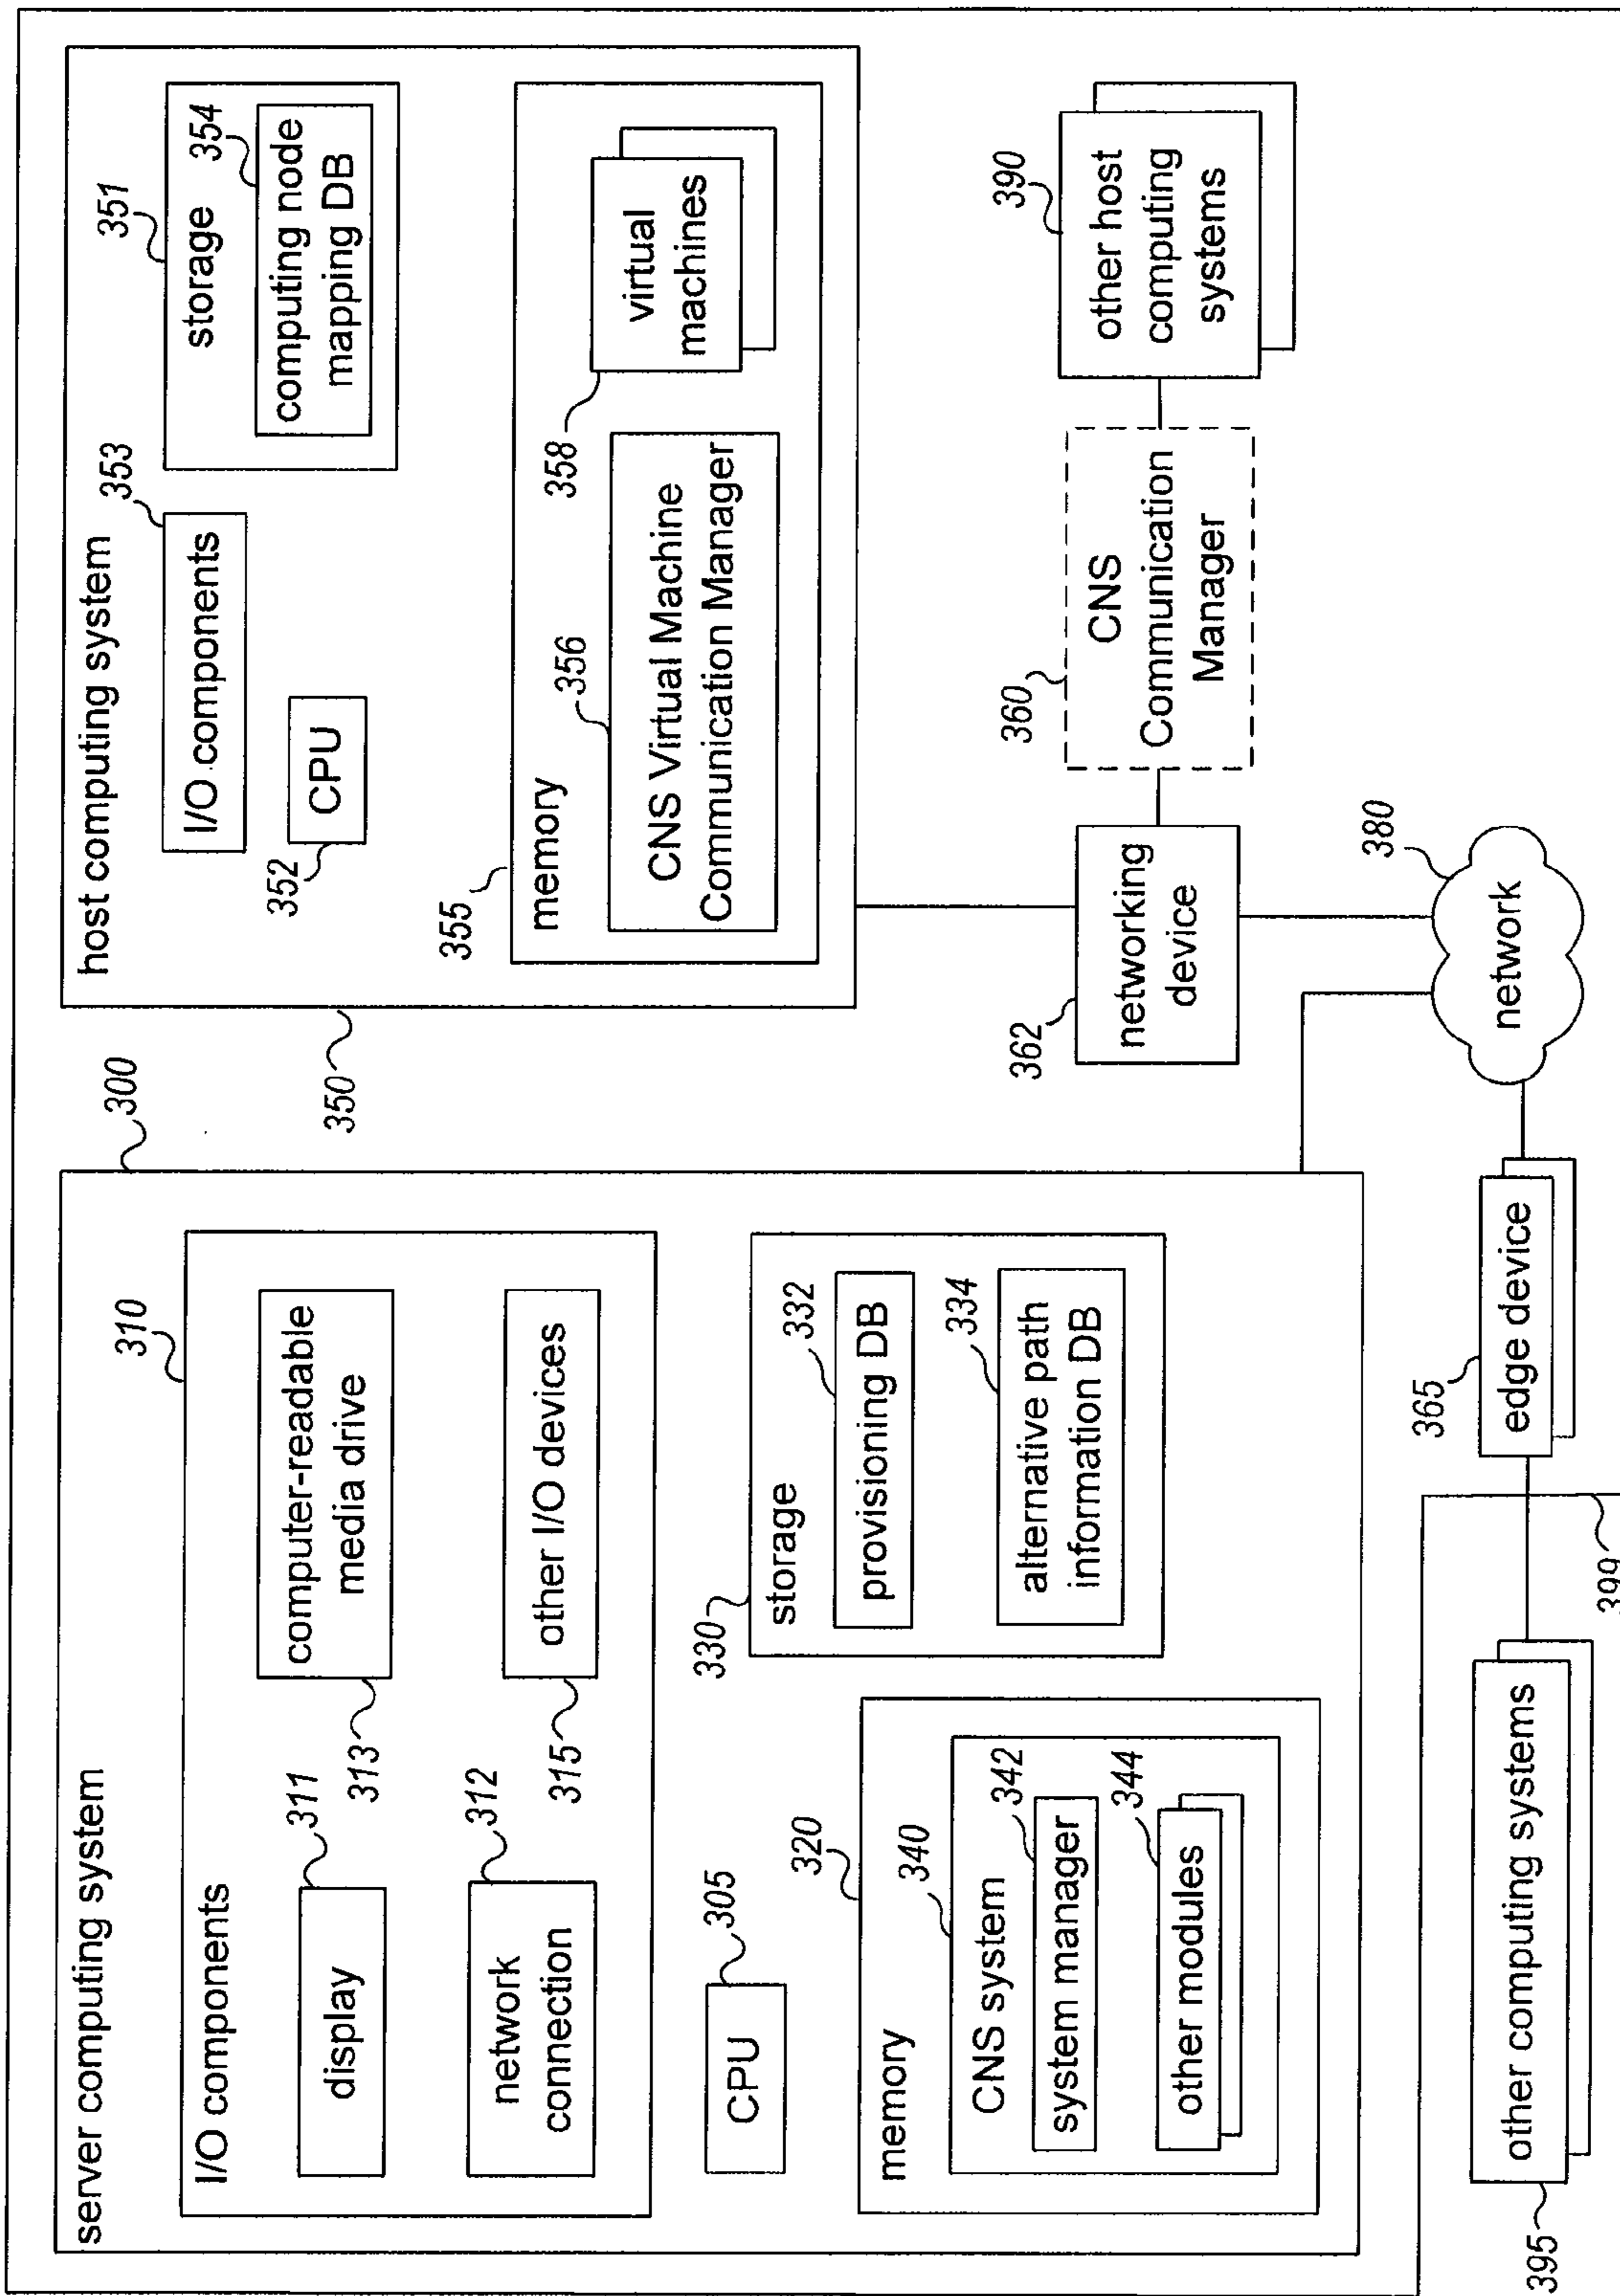 server computing system
300
I/O components
310
display
311
computer-readable
media drive
313
network
connection
312
other I/O devices
315
CPU
305
storage
330
provisioning DB
332
alternative path
information DB
334
memory
320
CNS system
340
system manager
342
other modules
344
host computing system
350
I/O components
353
CPU
352
storage
351
computing node
mapping DB
354
memory
355
CNS Virtual Machine
Communication Manager
356
virtual
machines
358
networking
device
362
CNS
Communication
Manager
360
other host
computing
systems
390
network
380
edge device
365
other computing systems
395
399